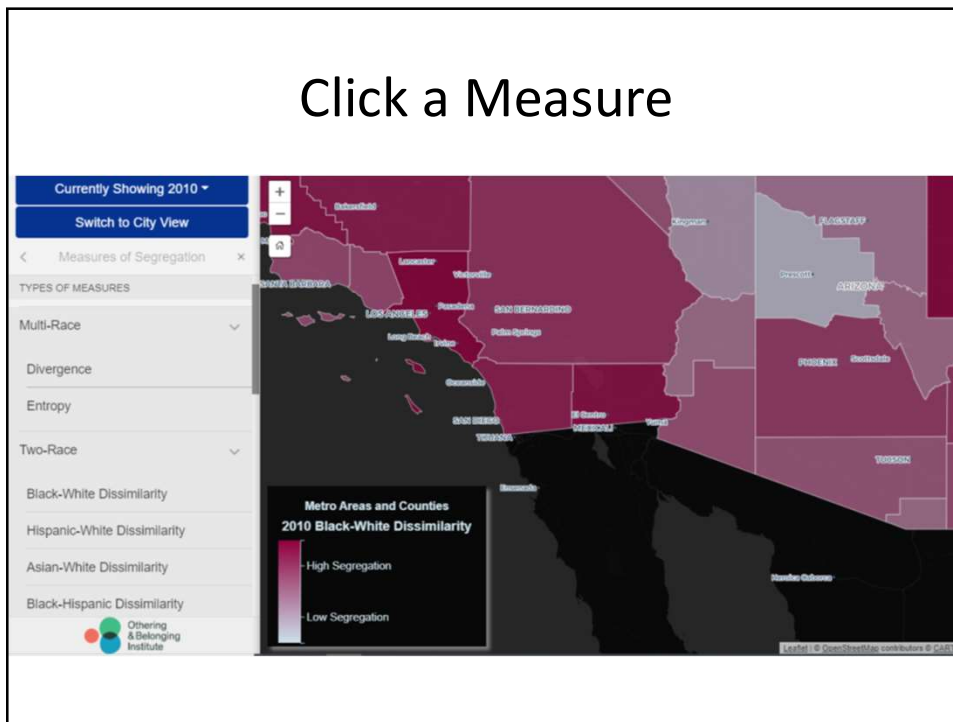 Click a Measure
Currently Showing 2010
Switch to City View
Measures of Segregation ×
TYPES OF MEASURES
Multi-Race
Divergence
Entropy
Two-Race
Black-White Dissimilarity
Hispanic-White Dissimilarity
Asian-White Dissimilarity
Black-Hispanic Dissimilarity
Othering
& Belonging
Institute
+
−
Bakersfield
Kingman
FLAGSTAFF
Lancaster
Victorville
Prescott
SANTA BARBARA
ARIZONA
LOS ANGELES
Pasadena
SAN BERNARDINO
Long Beach
Irvine
Palm Springs
PHOENIX
Scottsdale
Oceanside
SAN DIEGO
El Centro
Yuma
TIJUANA
MEXICALI
TUCSON
Ensenada
Metro Areas and Counties
2010 Black-White Dissimilarity
High Segregation
Low Segregation
Heroica Caborca
Leaflet | © OpenStreetMap contributors © CART